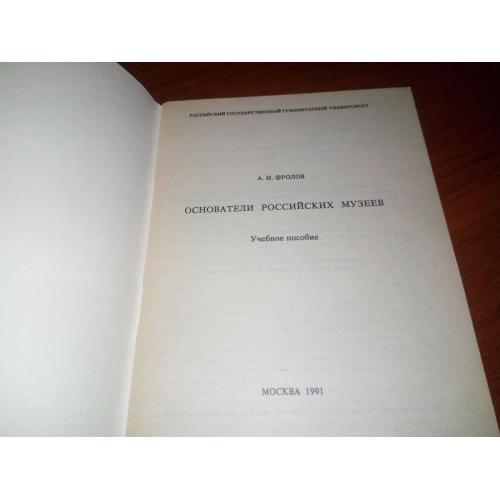 РОССИЙСКИЙ ГОСУДАРСТВЕННЫЙ ГУМАНИТАРНЫЙ УНИВЕРСИТЕТ
А. И. ФРОЛОВ
ОСНОВАТЕЛИ РОССИЙСКИХ МУЗЕЕВ
Учебное пособие
МОСКВА 1991